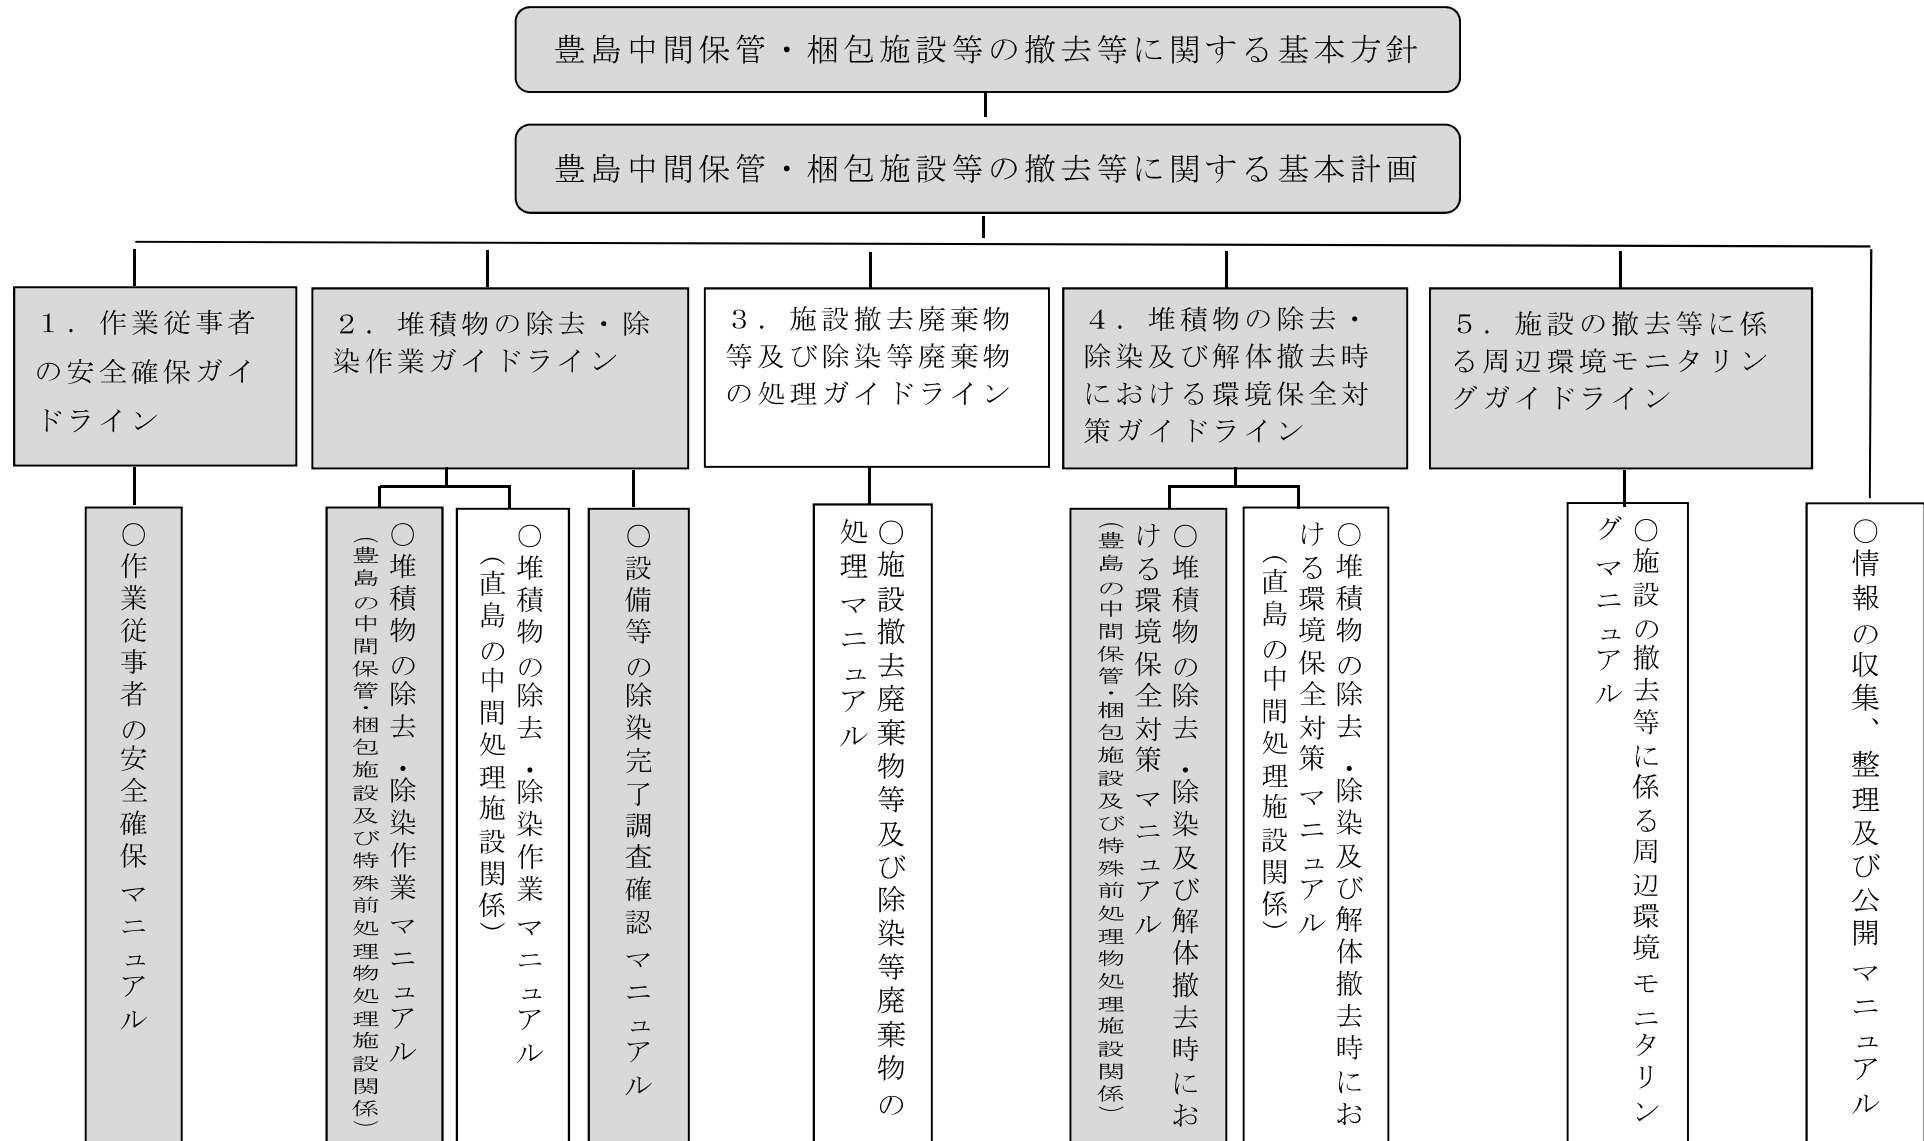 豊島中間保管・梱包施設等の撤去等に関する基本方針
豊島中間保管・梱包施設等の撤去等に関する基本計画
１．作業従事者
の安全確保ガイ
ドライン
２．堆積物の除去・除
染作業ガイドライン
３．施設撤去廃棄物
等及び除染等廃棄物
の処理ガイドライン
４．堆積物の除去・
除染及び解体撤去時
における環境保全対
策ガイドライン
５．施設の撤去等に係
る周辺環境モニタリン
グガイドライン
○作業従事者の安全確保マニュアル
○堆積物の除去・除染作業マニュアル
（豊島の中間保管・梱包施設及び特殊前処理物処理施設関係）
○堆積物の除去・除染作業マニュアル
（直島の中間処理施設関係）
○設備等の除染完了調査確認マニュアル
○施設撤去廃棄物等及び除染等廃棄物の
処理マニュアル
○堆積物の除去・除染及び解体撤去時にお
ける環境保全対策マニュアル
（豊島の中間保管・梱包施設及び特殊前処理物処理施設関係）
○堆積物の除去・除染及び解体撤去時にお
ける環境保全対策マニュアル
（直島の中間処理施設関係）
○施設の撤去等に係る周辺環境モニタリン
グマニュアル
○情報の収集、整理及び公開マニュアル